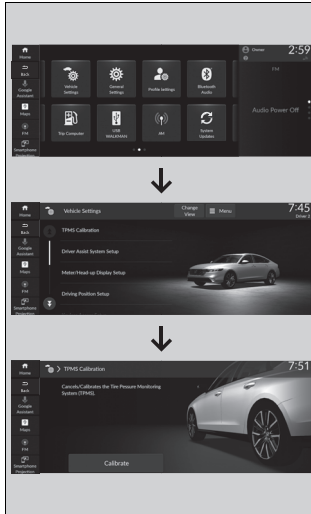 Home
Back
Google
Assistant
Maps
FM
Smartphone
Projection
Vehicle
Settings
General
Settings
Profile Settings
Bluetooth
Audio
Trip Computer
USB
WALKMAN
AM
System
Updates
Owner
2:59
FM
Audio Power Off
Home
Back
Google
Assistant
Maps
FM
Smartphone
Projection
Vehicle Settings
Change
View
Menu
7:45
Driver 2
TPMS Calibration
Driver Assist System Setup
Meter/Head-up Display Setup
Driving Position Setup
Home
Back
Google
Assistant
Maps
FM
Smartphone
Projection
> TPMS Calibration
7:51
Cancels/Calibrates the Tire Pressure Monitoring
System (TPMS).
Calibrate